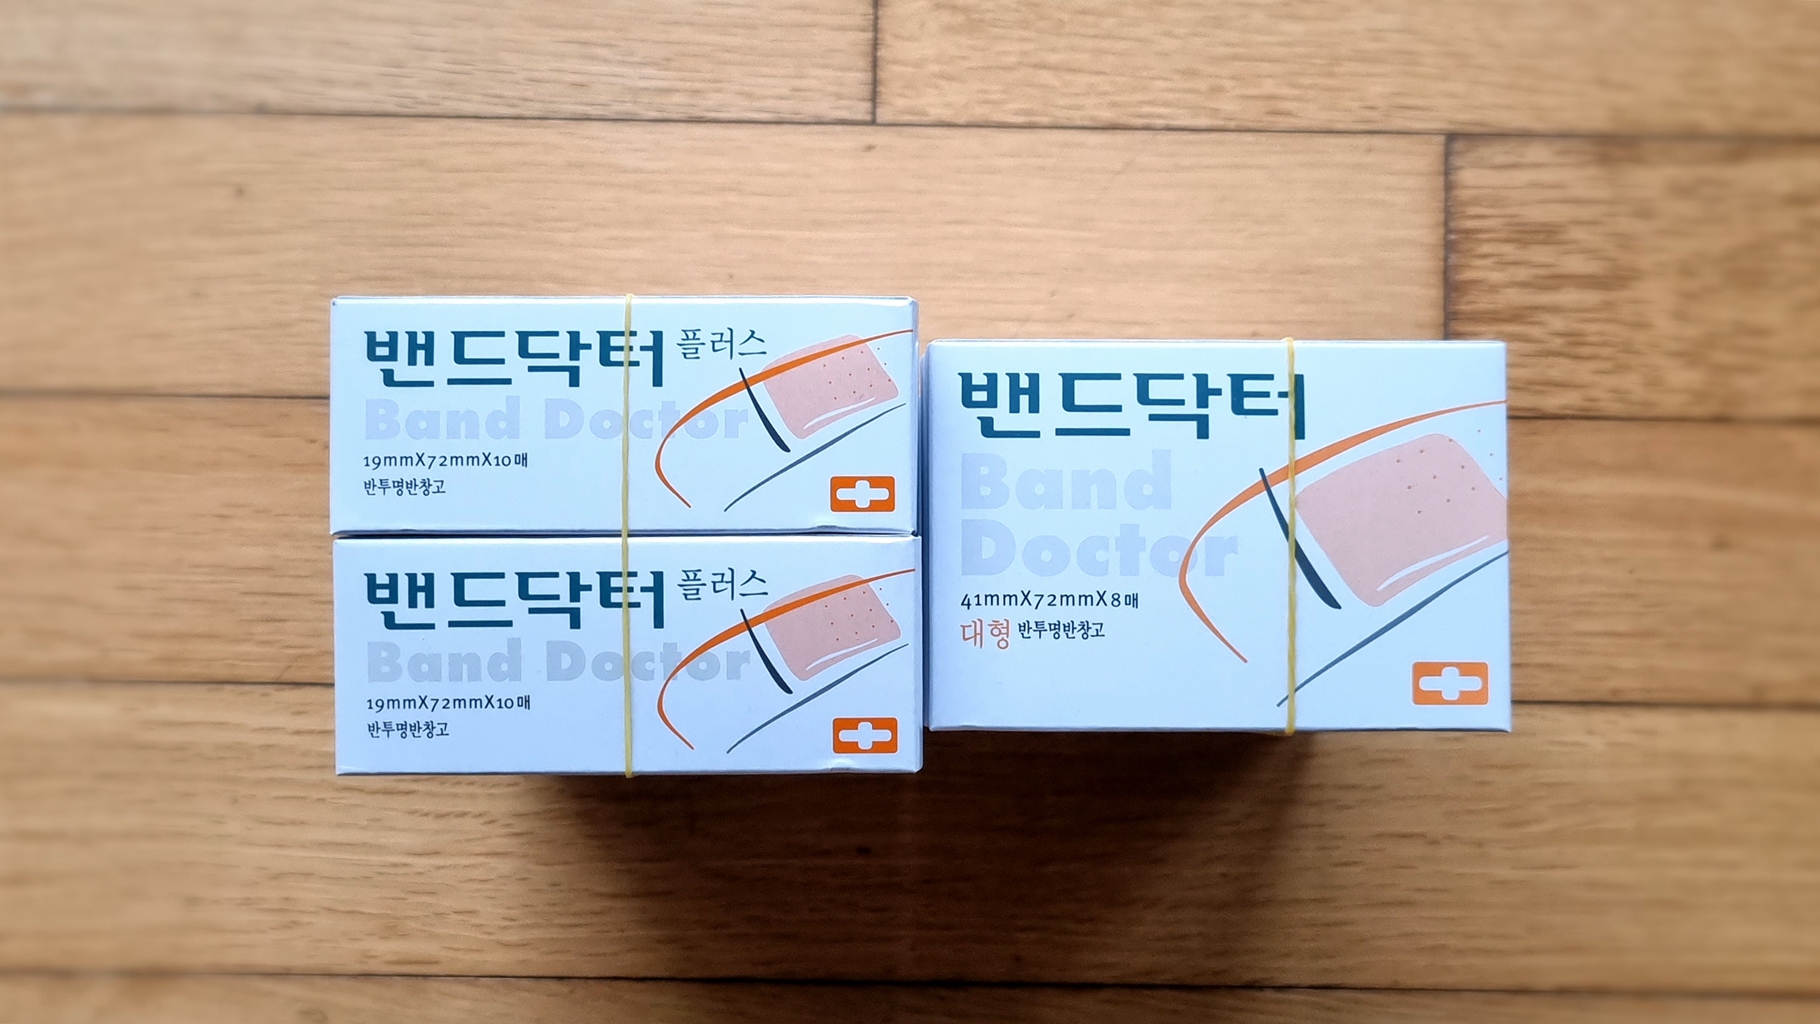 밴드닥터 플러스
Band Doctor
19mmX72mmX10매
반투명반창고
밴드닥터 플러스
Band Doctor
19mmX72mmX10매
반투명반창고
밴드닥터
Band
Doctor
41mmX72mmX8매
대형 반투명반창고